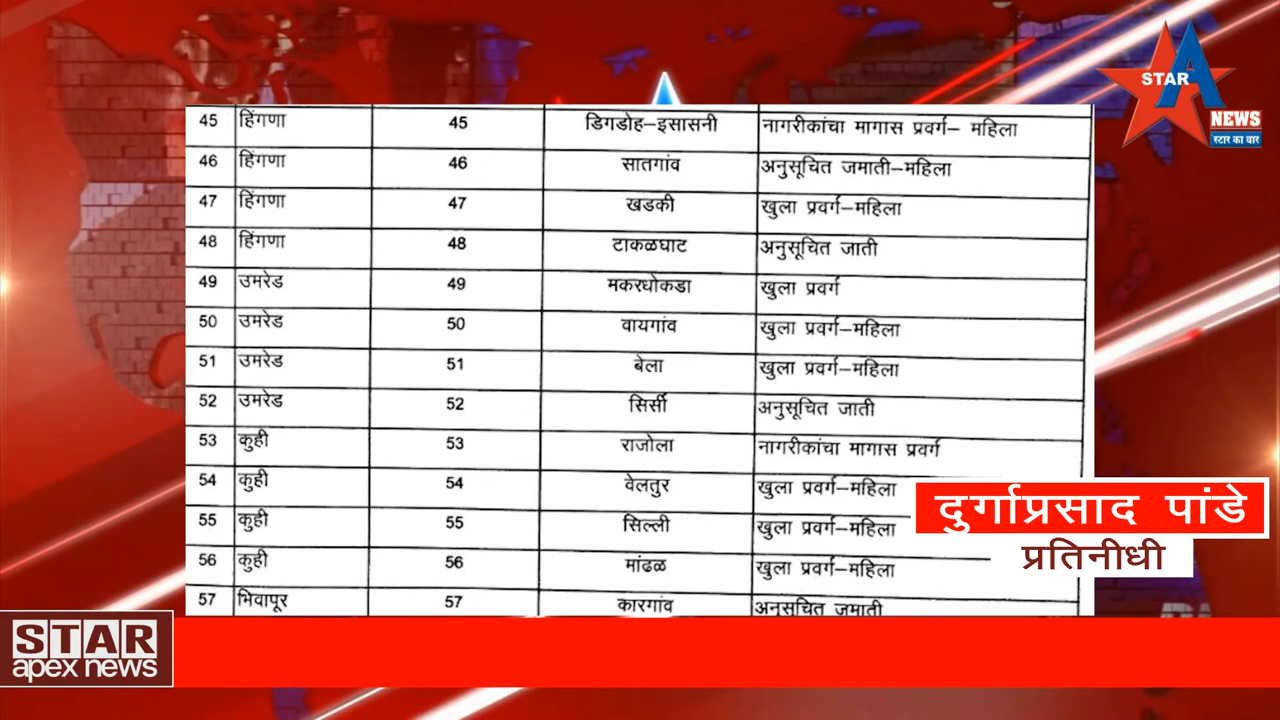 STAR
A
NEWS
स्टार का वार
45 हिंगणा 45 डिगडोह–इसासनी नागरीकांचा मागास प्रवर्ग– महिला
46 हिंगणा 46 सातगांव अनुसूचित जमाती–महिला
47 हिंगणा 47 खडकी खुला प्रवर्ग–महिला
48 हिंगणा 48 टाकळघाट अनुसूचित जाती
49 उमरेड 49 मकरधोकडा खुला प्रवर्ग
50 उमरेड 50 वायगांव खुला प्रवर्ग–महिला
51 उमरेड 51 बेला खुला प्रवर्ग–महिला
52 उमरेड 52 सिर्सी अनुसूचित जाती
53 कुही 53 राजोला नागरीकांचा मागास प्रवर्ग
54 कुही 54 वेलतुर खुला प्रवर्ग–महिला
55 कुही 55 सिल्ली खुला प्रवर्ग–महिला
56 कुही 56 मांढळ खुला प्रवर्ग–महिला
57 भिवापूर 57 कारगांव अनुसूचित जमाती
दुर्गाप्रसाद पांडे
प्रतिनीधी
STAR
apex news